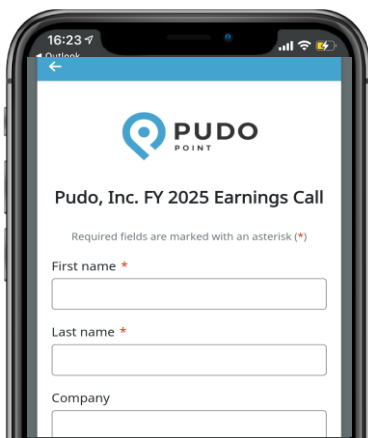 16:23
◀ Outlook
←
PUDO
POINT
Pudo, Inc. FY 2025 Earnings Call
Required fields are marked with an asterisk (*)
First name *
Last name *
Company